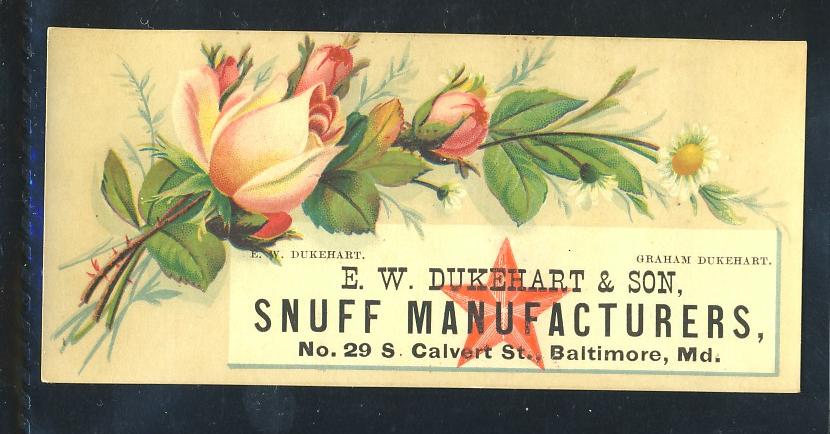 E. W. DUKEHART. GRAHAM DUKEHART.
E. W. DUKEHART & SON,
SNUFF MANUFACTURERS,
No. 29 S. Calvert St., Baltimore, Md.